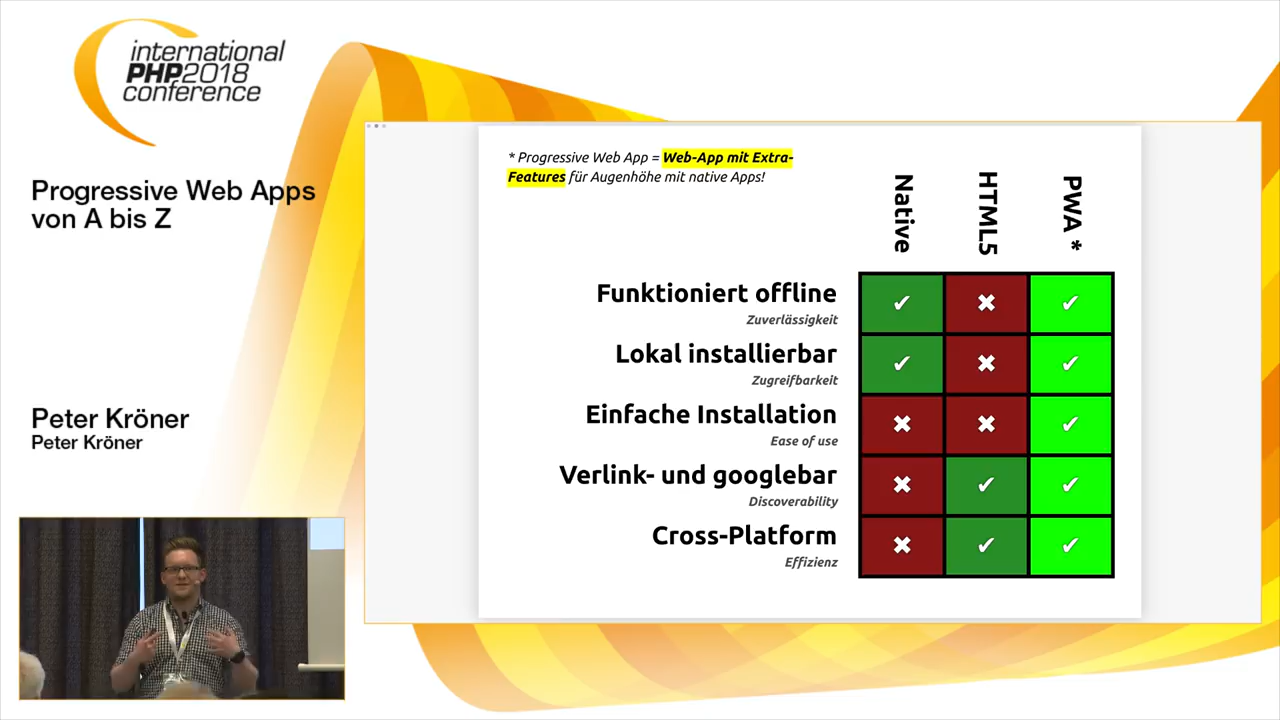 international
PHP2018
conference
Progressive Web Apps
von A bis Z
Peter Kröner
Peter Kröner
* Progressive Web App = Web-App mit Extra-
Features für Augenhöhe mit native Apps!
Native
HTML5
PWA *
Funktioniert offline
Zuverlässigkeit
Lokal installierbar
Zugreifbarkeit
Einfache Installation
Ease of use
Verlink- und googlebar
Discoverability
Cross-Platform
Effizienz